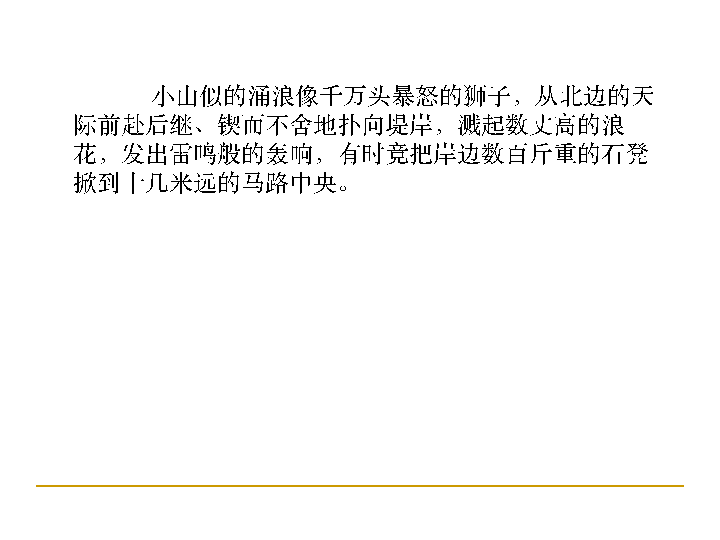 小山似的涌浪像千万头暴怒的狮子，从北边的天
际前赴后继、锲而不舍地扑向堤岸，溅起数丈高的浪
花，发出雷鸣般的轰响，有时竟把岸边数百斤重的石凳
掀到十几米远的马路中央。